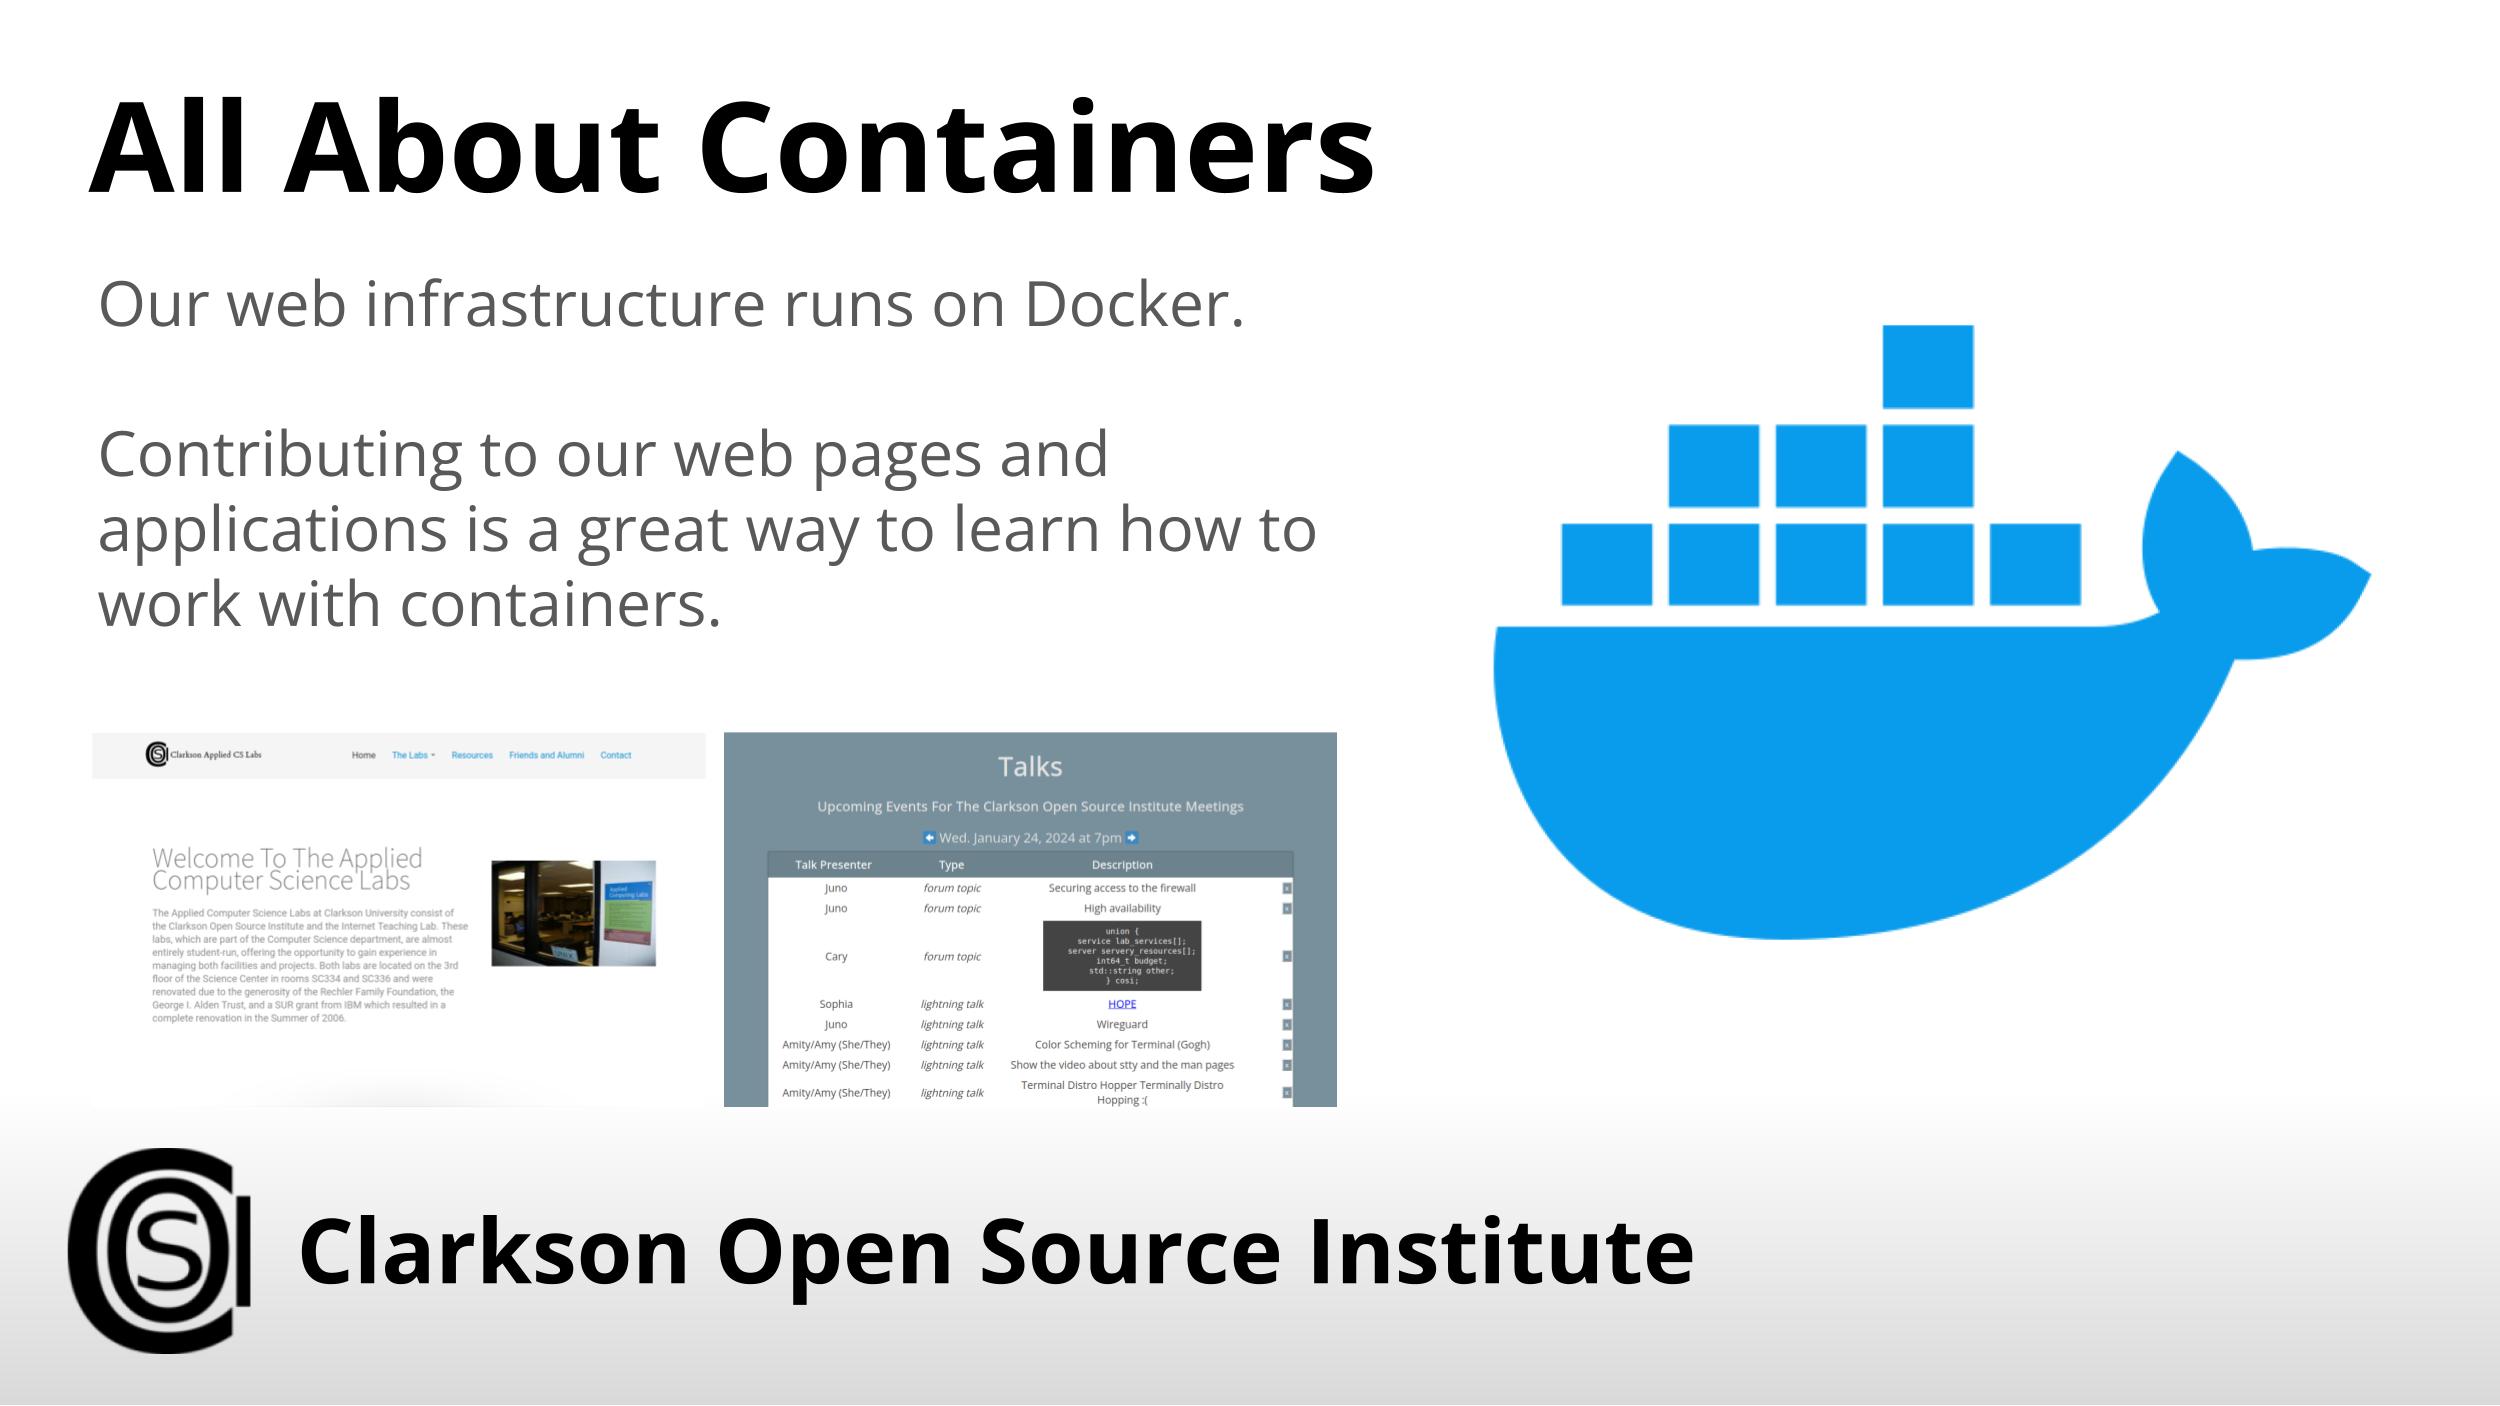 All About Containers
Our web infrastructure runs on Docker.
Contributing to our web pages and
applications is a great way to learn how to
work with containers.
Clarkson Applied CS Labs
Home The Labs Resources Friends and Alumni Contact
Welcome To The Applied
Computer Science Labs
The Applied Computer Science Labs at Clarkson University consist of
the Clarkson Open Source Institute and the Internet Teaching Lab. These
labs, which are part of the Computer Science department, are almost
entirely student-run, offering the opportunity to gain experience in
managing both facilities and projects. Both labs are located on the 3rd
floor of the Science Center in rooms SC334 and SC336 and were
renovated due to the generosity of the Rechler Family Foundation, the
George I. Alden Trust, and a SUR grant from IBM which resulted in a
complete renovation in the Summer of 2006.
Applied
Computing Labs
Talks
Upcoming Events For The Clarkson Open Source Institute Meetings
Wed. January 24, 2024 at 7pm
Talk Presenter Type Description
Juno forum topic Securing access to the firewall x
Juno forum topic High availability x
Cary forum topic x
union {
service lab_services[];
server servery_resources[];
int64_t budget;
std::string other;
} cosi;
Sophia lightning talk HOPE x
Juno lightning talk Wireguard x
Amity/Amy (She/They) lightning talk Color Scheming for Terminal (Gogh) x
Amity/Amy (She/They) lightning talk Show the video about stty and the man pages x
Amity/Amy (She/They) lightning talk Terminal Distro Hopper Terminally Distro
Hopping :( x
COSI
Clarkson Open Source Institute